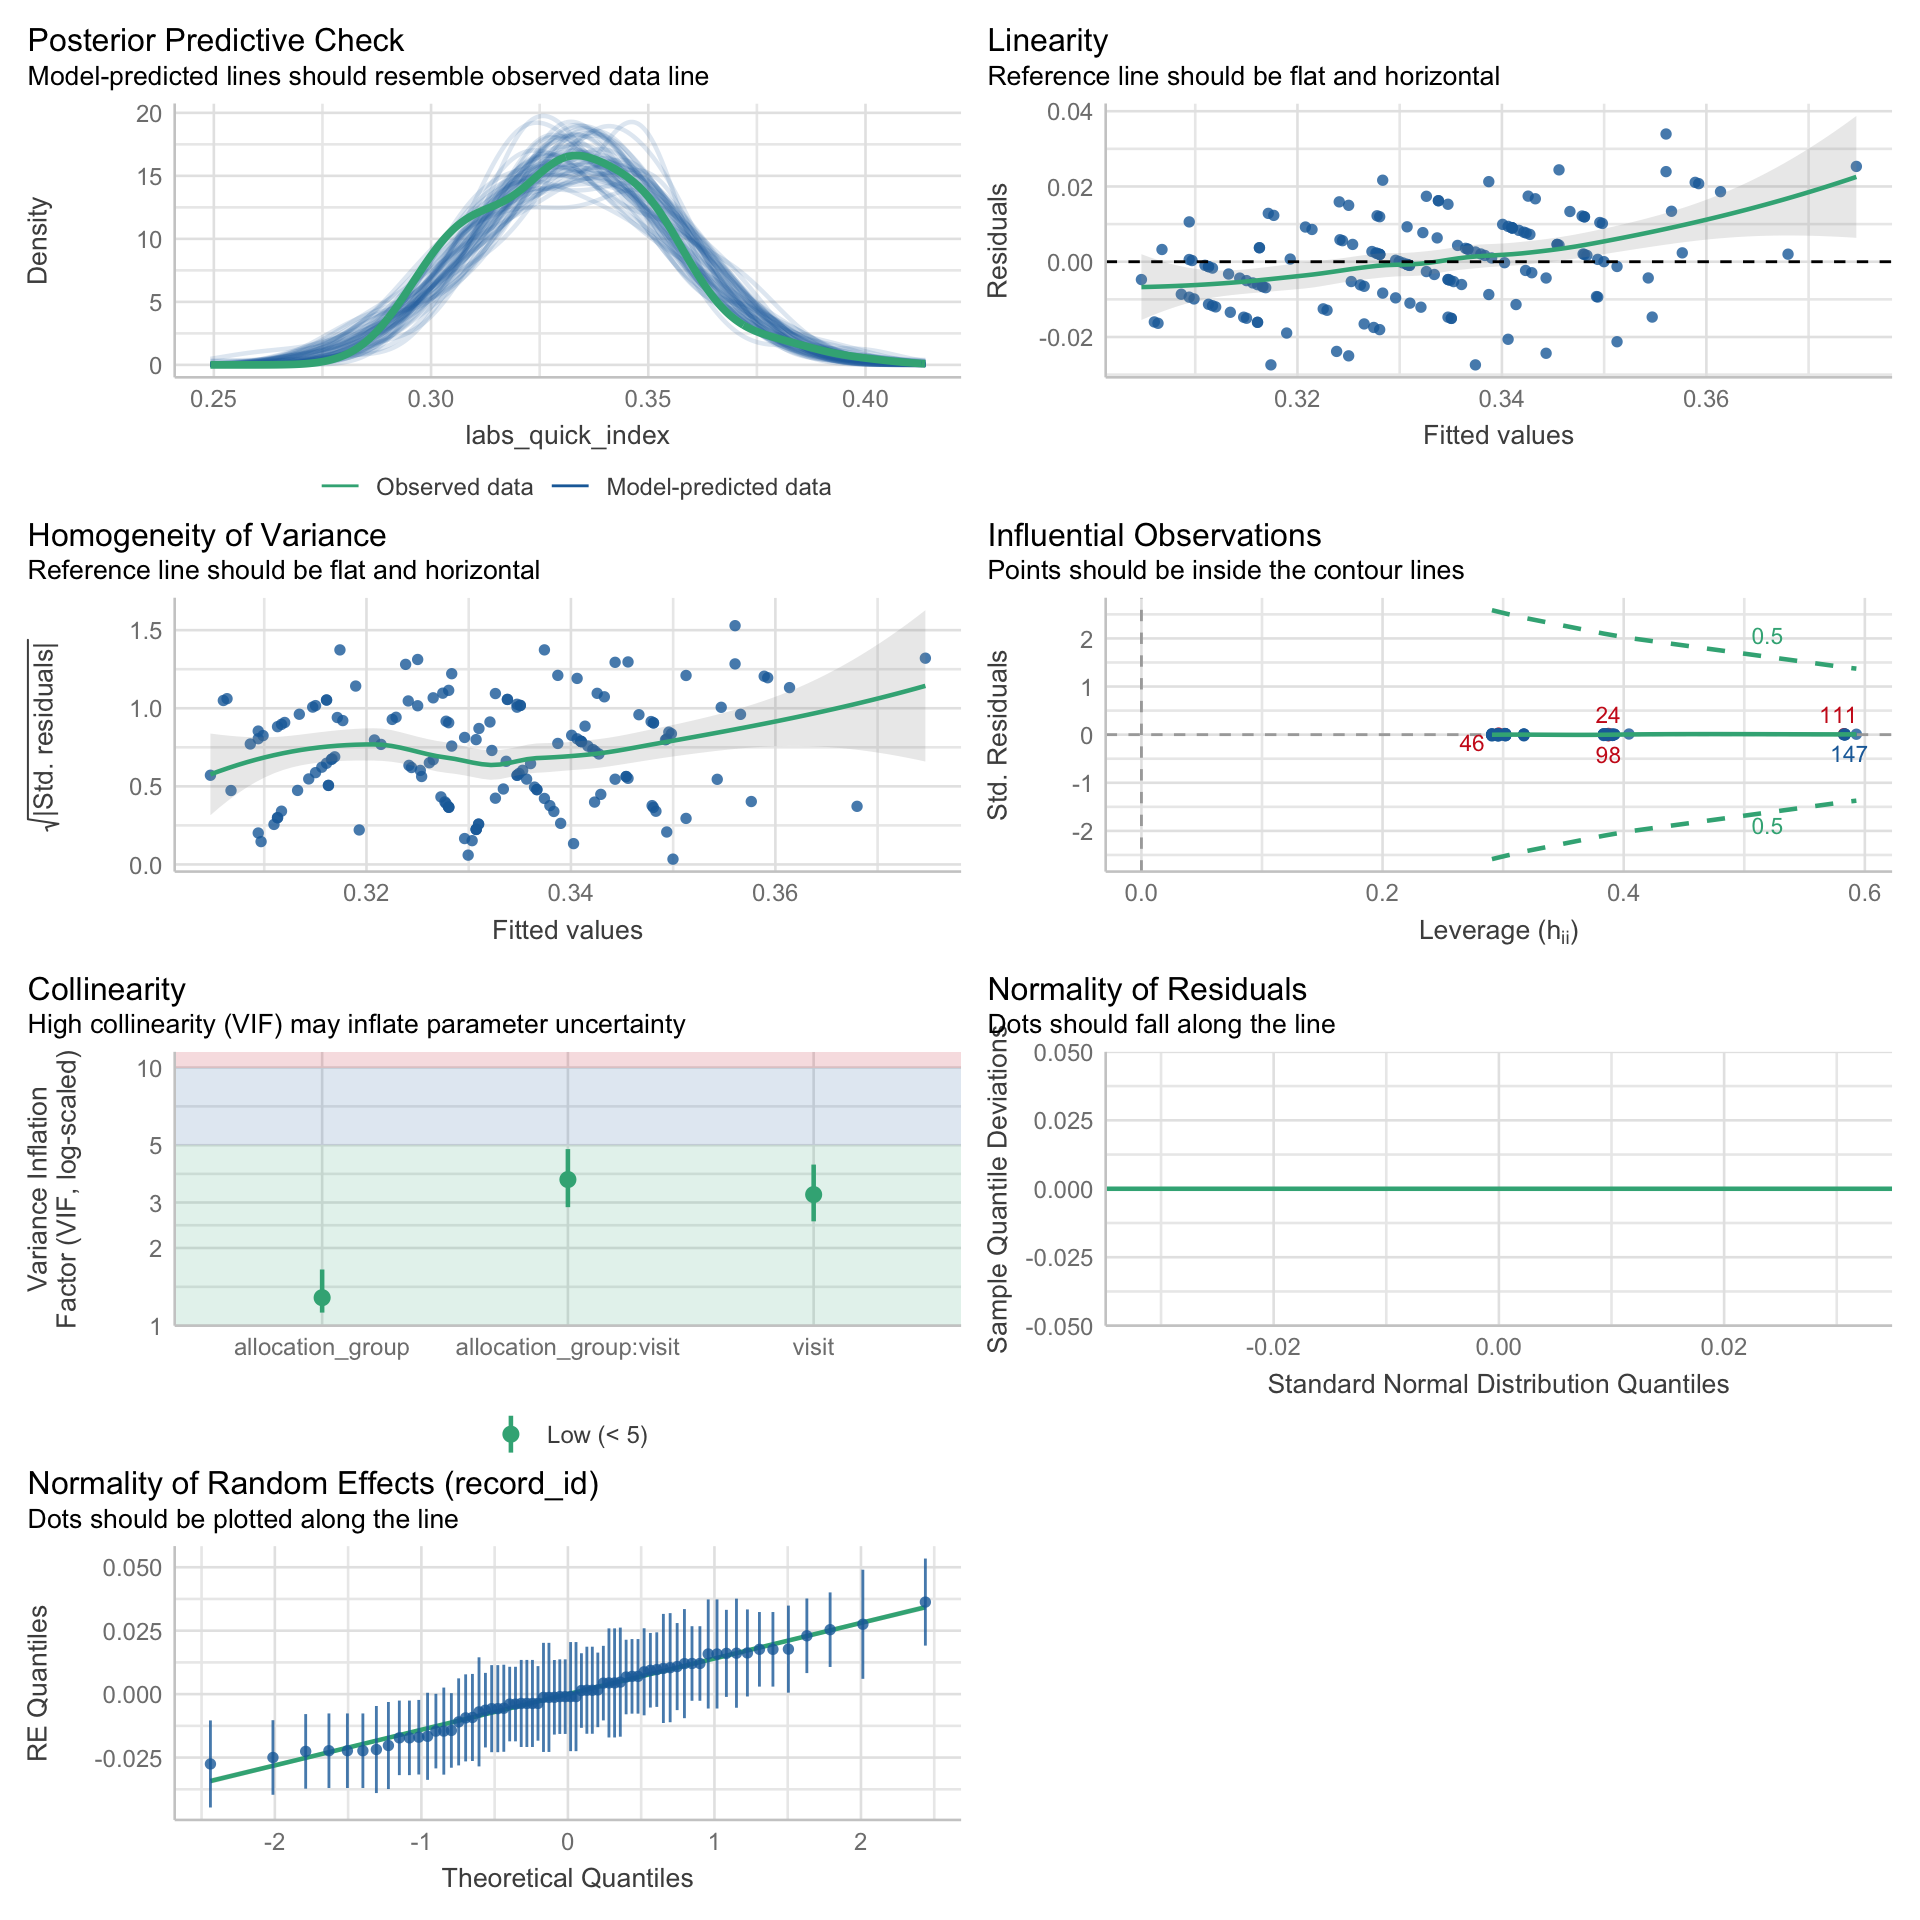 Posterior Predictive Check
Model-predicted lines should resemble observed data line
Density
20
15
10
5
0
0.25
0.30
0.35
0.40
labs_quick_index
Observed data
Model-predicted data
Linearity
Reference line should be flat and horizontal
Residuals
0.04
0.02
0.00
-0.02
0.32
0.34
0.36
Fitted values
Homogeneity of Variance
Reference line should be flat and horizontal
√|Std. residuals|
1.5
1.0
0.5
0.0
0.32
0.34
0.36
Fitted values
Influential Observations
Points should be inside the contour lines
Std. Residuals
2
1
0
-1
-2
0.5
24
111
46
98
147
0.5
0.0
0.2
0.4
0.6
Leverage (hii)
Collinearity
High collinearity (VIF) may inflate parameter uncertainty
Variance Inflation
Factor (VIF, log-scaled)
10
5
3
2
1
allocation_group
allocation_group:visit
visit
Low (< 5)
Normality of Residuals
Dots should fall along the line
Sample Quantile Deviations
0.050
0.025
0.000
-0.025
-0.050
-0.02
0.00
0.02
Standard Normal Distribution Quantiles
Normality of Random Effects (record_id)
Dots should be plotted along the line
RE Quantiles
0.050
0.025
0.000
-0.025
-2
-1
0
1
2
Theoretical Quantiles